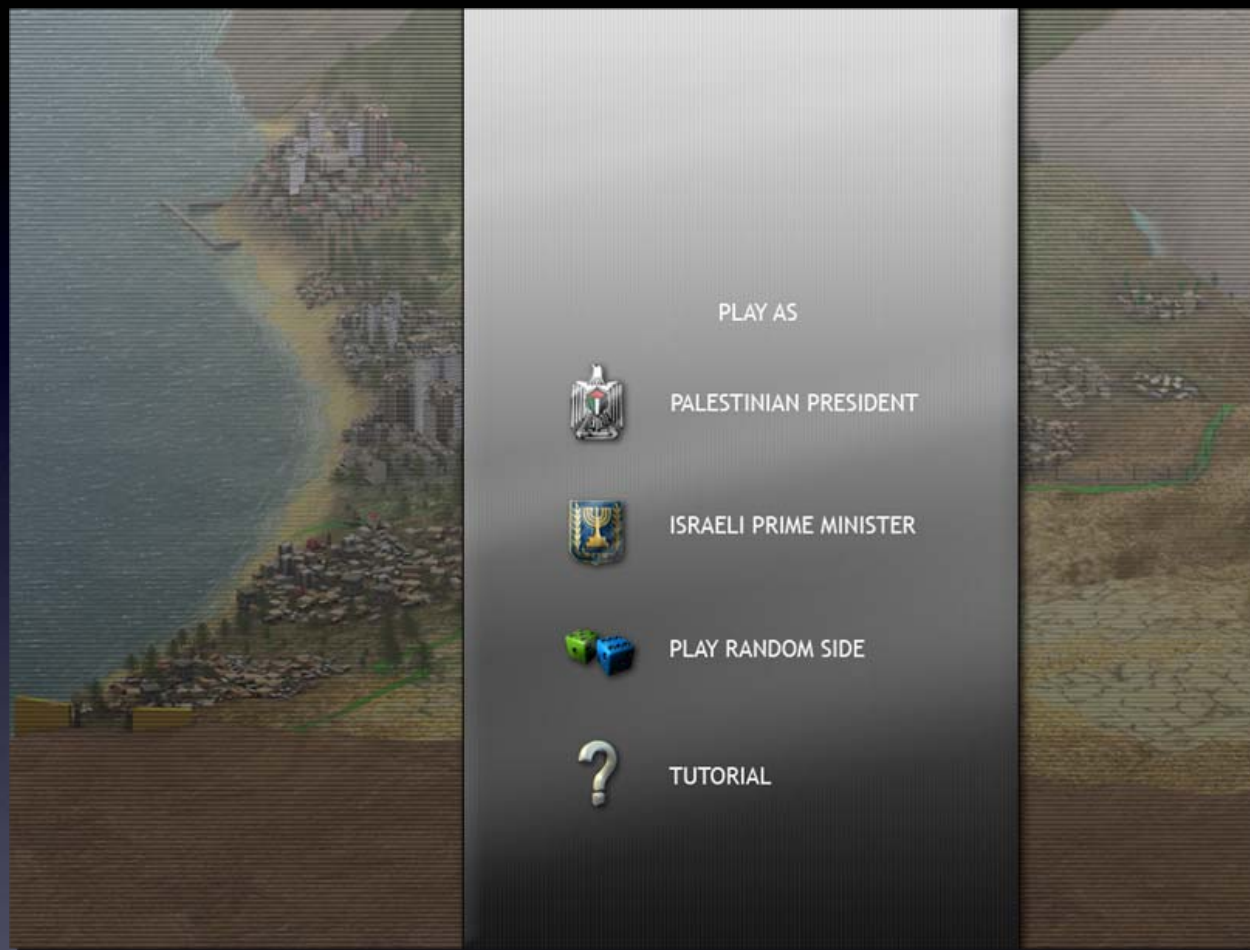 PLAY AS
PALESTINIAN PRESIDENT
ISRAELI PRIME MINISTER
PLAY RANDOM SIDE
TUTORIAL